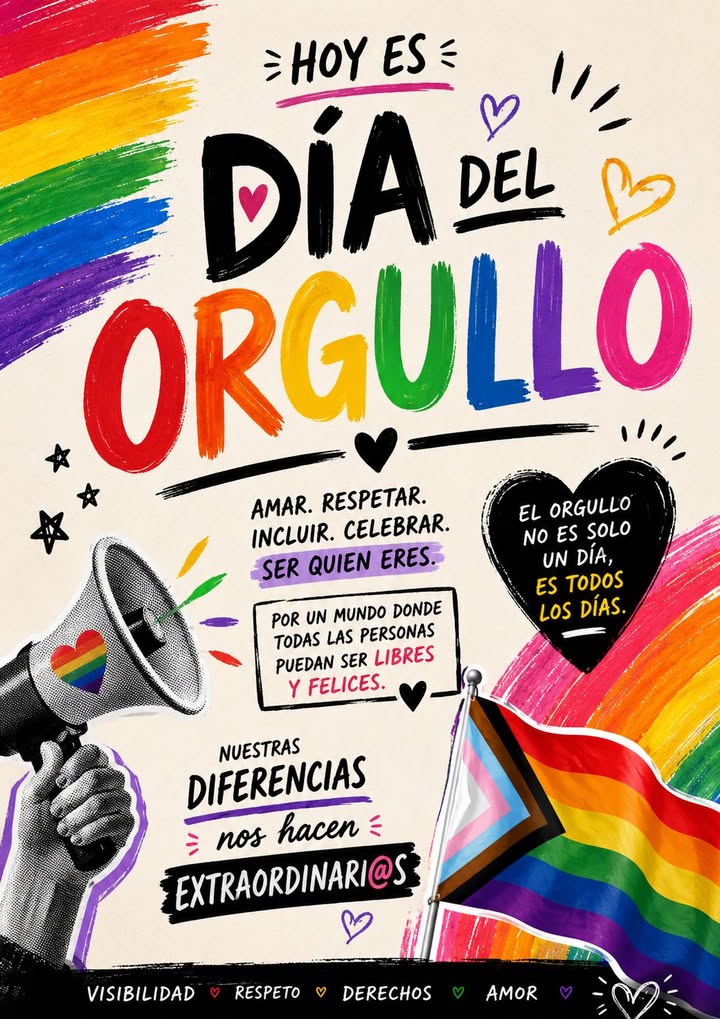 HOY ES
DÍA DEL
ORGULLO
AMAR. RESPETAR.
INCLUIR. CELEBRAR.
SER QUIEN ERES.
EL ORGULLO
NO ES SOLO
UN DÍA,
ES TODOS
LOS DÍAS.
POR UN MUNDO DONDE
TODAS LAS PERSONAS
PUEDAN SER LIBRES
Y FELICES.
NUESTRAS
DIFERENCIAS
nos hacen
EXTRAORDINARI@S
VISIBILIDAD RESPETO DERECHOS AMOR